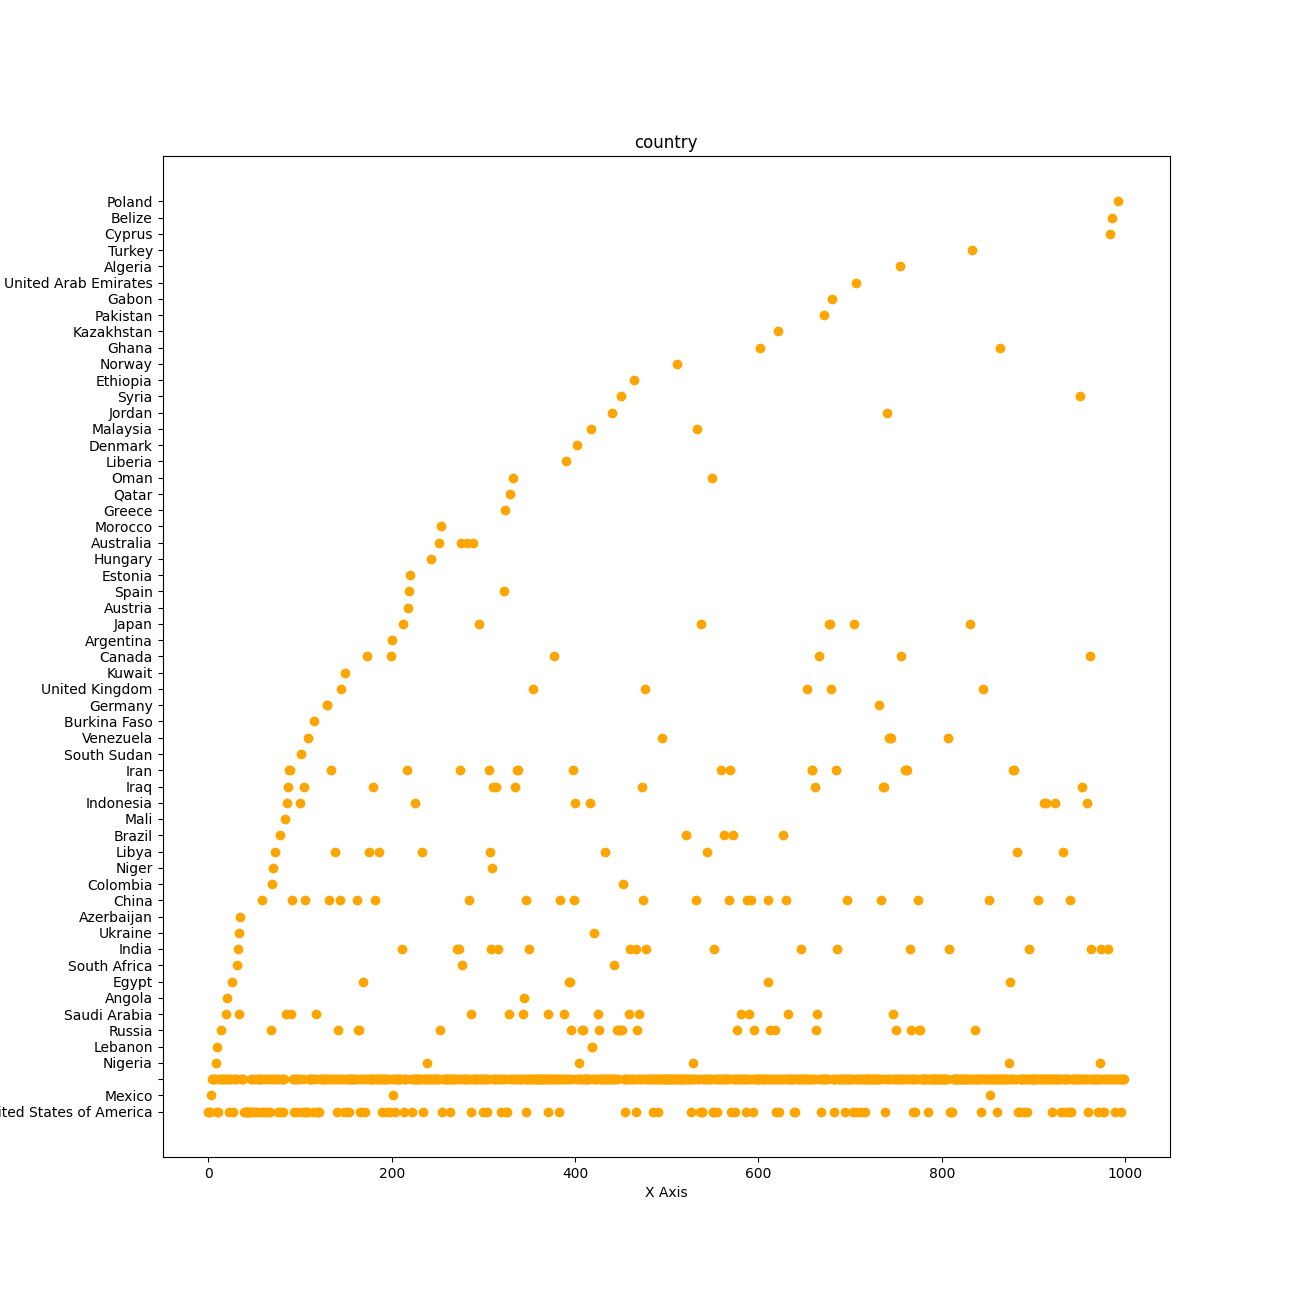 country
Poland
Belize
Cyprus
Turkey
Algeria
United Arab Emirates
Gabon
Pakistan
Kazakhstan
Ghana
Norway
Ethiopia
Syria
Jordan
Malaysia
Denmark
Liberia
Oman
Qatar
Greece
Morocco
Australia
Hungary
Estonia
Spain
Austria
Japan
Argentina
Canada
Kuwait
United Kingdom
Germany
Burkina Faso
Venezuela
South Sudan
Iran
Iraq
Indonesia
Mali
Brazil
Libya
Niger
Colombia
China
Azerbaijan
Ukraine
India
South Africa
Egypt
Angola
Saudi Arabia
Russia
Lebanon
Nigeria
Mexico
ited States of America
0 200 400 600 800 1000
X Axis